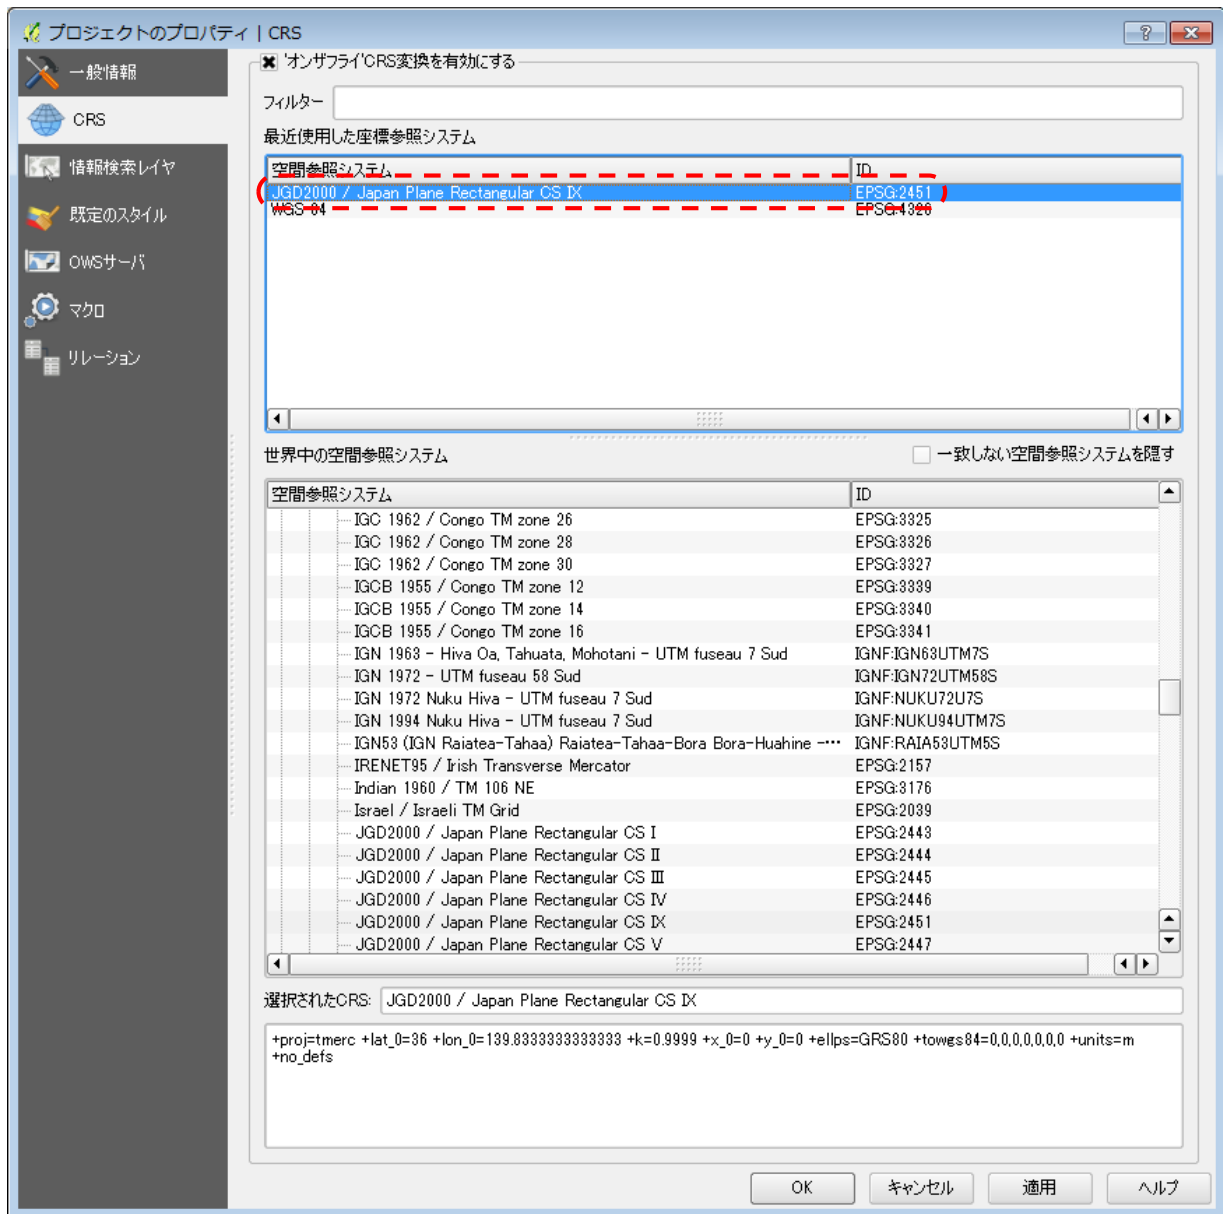 プロジェクトのプロパティ | CRS
一般情報
CRS
情報検索レイヤ
既定のスタイル
OWSサーバ
マクロ
リレーション
'オンザフライ'CRS変換を有効にする
フィルター
最近使用した座標参照システム
空間参照システム ID
JGD2000 / Japan Plane Rectangular CS IX EPSG:2451
WGS 84 EPSG:4326
世界中の空間参照システム 一致しない空間参照システムを隠す
空間参照システム ID
IGC 1962 / Congo TM zone 26 EPSG:3325
IGC 1962 / Congo TM zone 28 EPSG:3326
IGC 1962 / Congo TM zone 30 EPSG:3327
IGCB 1955 / Congo TM zone 12 EPSG:3339
IGCB 1955 / Congo TM zone 14 EPSG:3340
IGCB 1955 / Congo TM zone 16 EPSG:3341
IGN 1963 - Hiva Oa, Tahuata, Mohotani - UTM fuseau 7 Sud IGNF:IGN63UTM7S
IGN 1972 - UTM fuseau 58 Sud IGNF:IGN72UTM58S
IGN 1972 Nuku Hiva - UTM fuseau 7 Sud IGNF:NUKU72U7S
IGN 1994 Nuku Hiva - UTM fuseau 7 Sud IGNF:NUKU94UTM7S
IGN53 (IGN Raiatea-Tahaa) Raiatea-Tahaa-Bora Bora-Huahine -… IGNF:RAIA53UTM5S
IRENET95 / Irish Transverse Mercator EPSG:2157
Indian 1960 / TM 106 NE EPSG:3176
Israel / Israeli TM Grid EPSG:2039
JGD2000 / Japan Plane Rectangular CS I EPSG:2443
JGD2000 / Japan Plane Rectangular CS II EPSG:2444
JGD2000 / Japan Plane Rectangular CS III EPSG:2445
JGD2000 / Japan Plane Rectangular CS IV EPSG:2446
JGD2000 / Japan Plane Rectangular CS IX EPSG:2451
JGD2000 / Japan Plane Rectangular CS V EPSG:2447
選択されたCRS: JGD2000 / Japan Plane Rectangular CS IX
+proj=tmerc +lat_0=36 +lon_0=139.8333333333333 +k=0.9999 +x_0=0 +y_0=0 +ellps=GRS80 +towgs84=0,0,0,0,0,0,0 +units=m
+no_defs
OK キャンセル 適用 ヘルプ